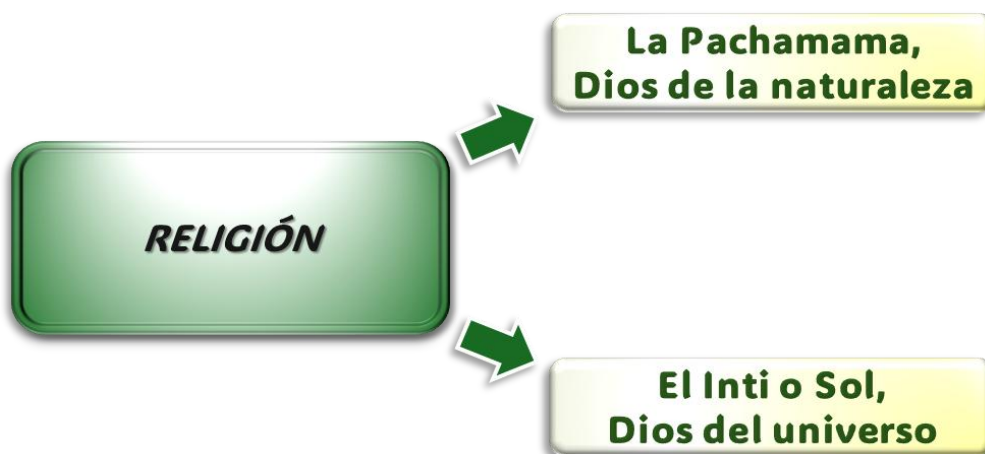 La Pachamama,
Dios de la naturaleza
RELIGIÓN
El Inti o Sol,
Dios del universo